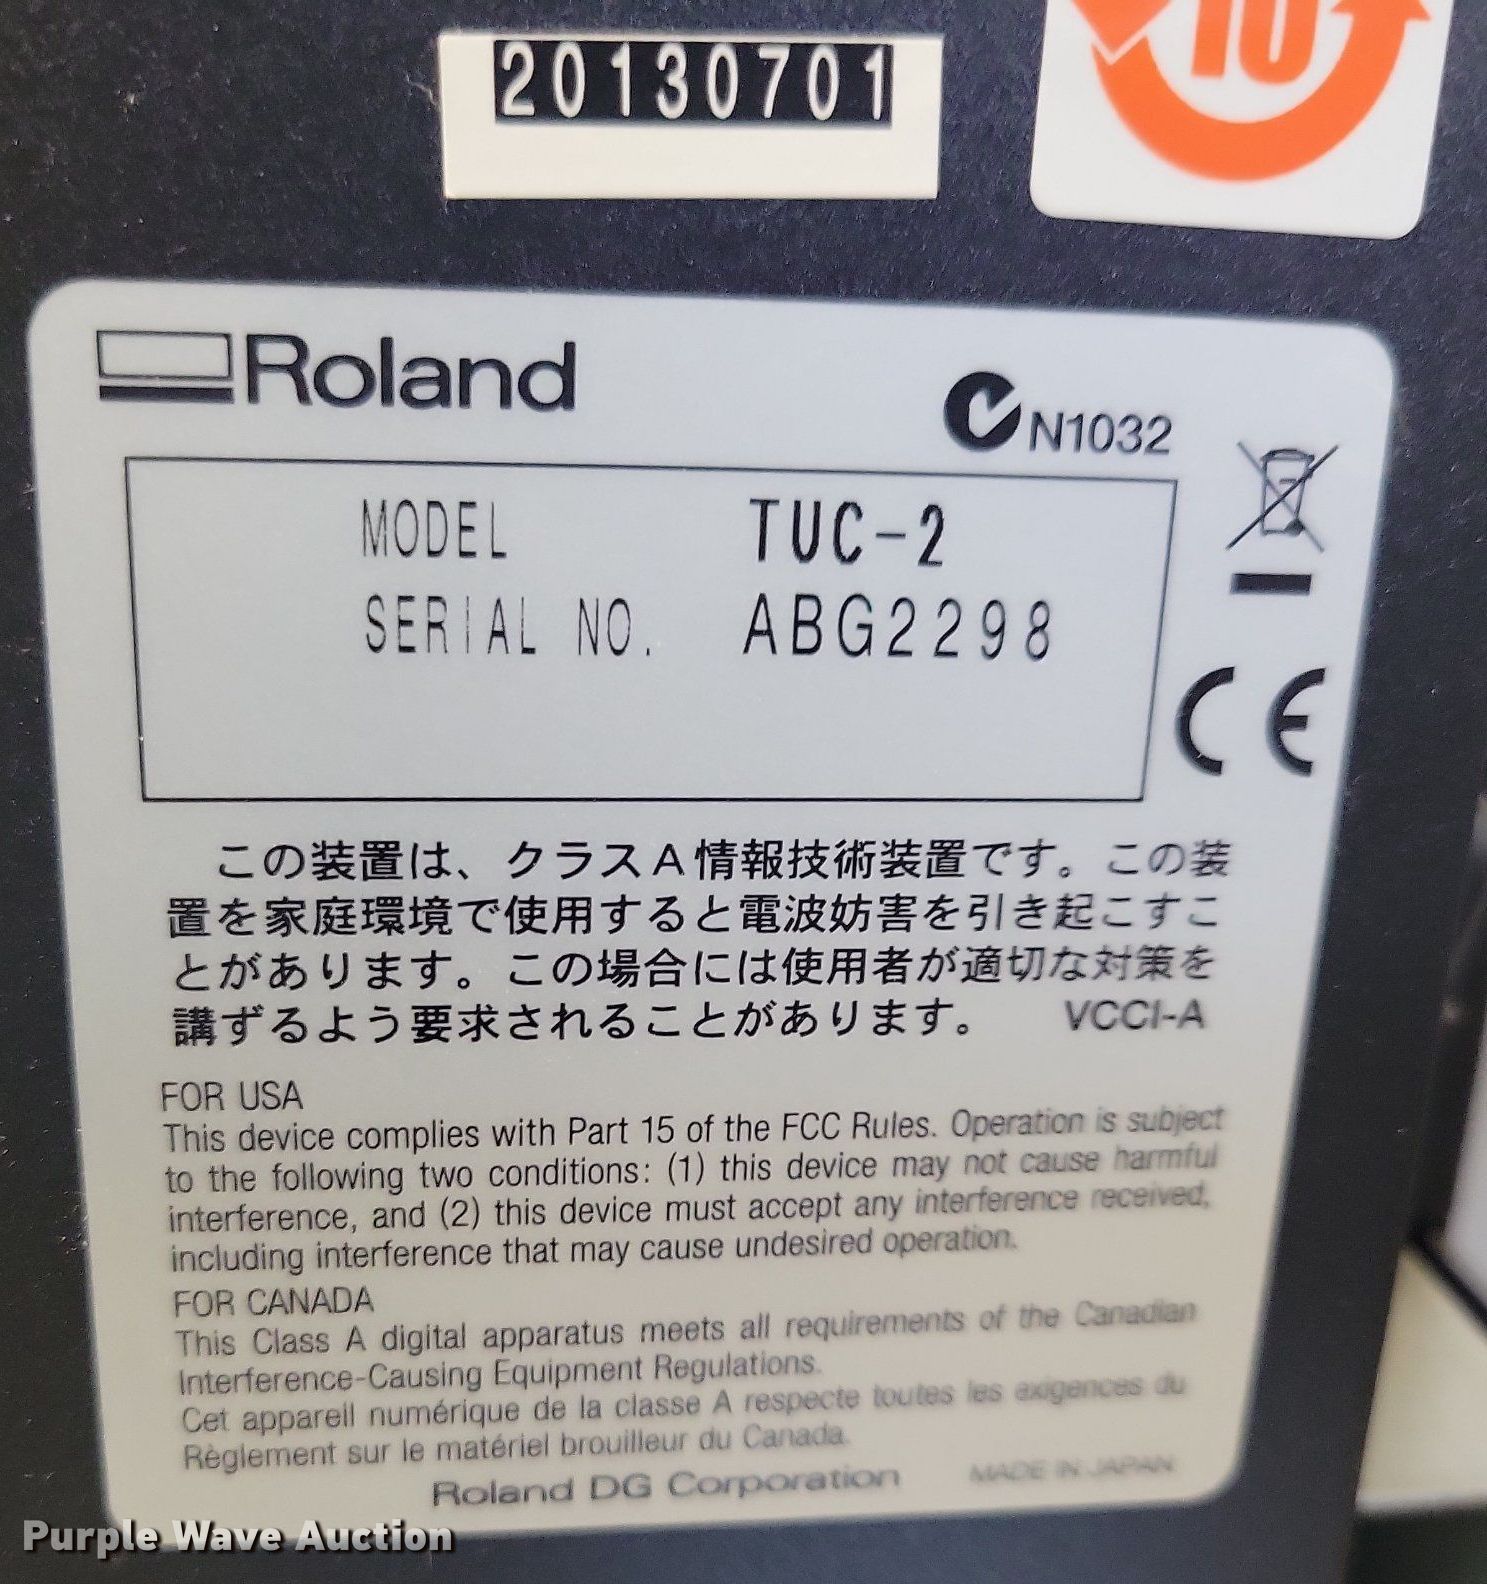 20130701
10
Roland
N1032
MODEL TUC-2
SERIAL NO. ABG2298
CE
この装置は、クラスA情報技術装置です。この装
置を家庭環境で使用すると電波妨害を引き起こすこ
とがあります。この場合には使用者が適切な対策を
講ずるよう要求されることがあります。 VCCI-A
FOR USA
This device complies with Part 15 of the FCC Rules. Operation is subject
to the following two conditions: (1) this device may not cause harmful
interference, and (2) this device must accept any interference received,
including interference that may cause undesired operation.
FOR CANADA
This Class A digital apparatus meets all requirements of the Canadian
Interference-Causing Equipment Regulations.
Cet appareil numérique de la classe A respecte toutes les exigences du
Règlement sur le matériel brouilleur du Canada.
Roland DG Corporation MADE IN JAPAN
Purple Wave Auction